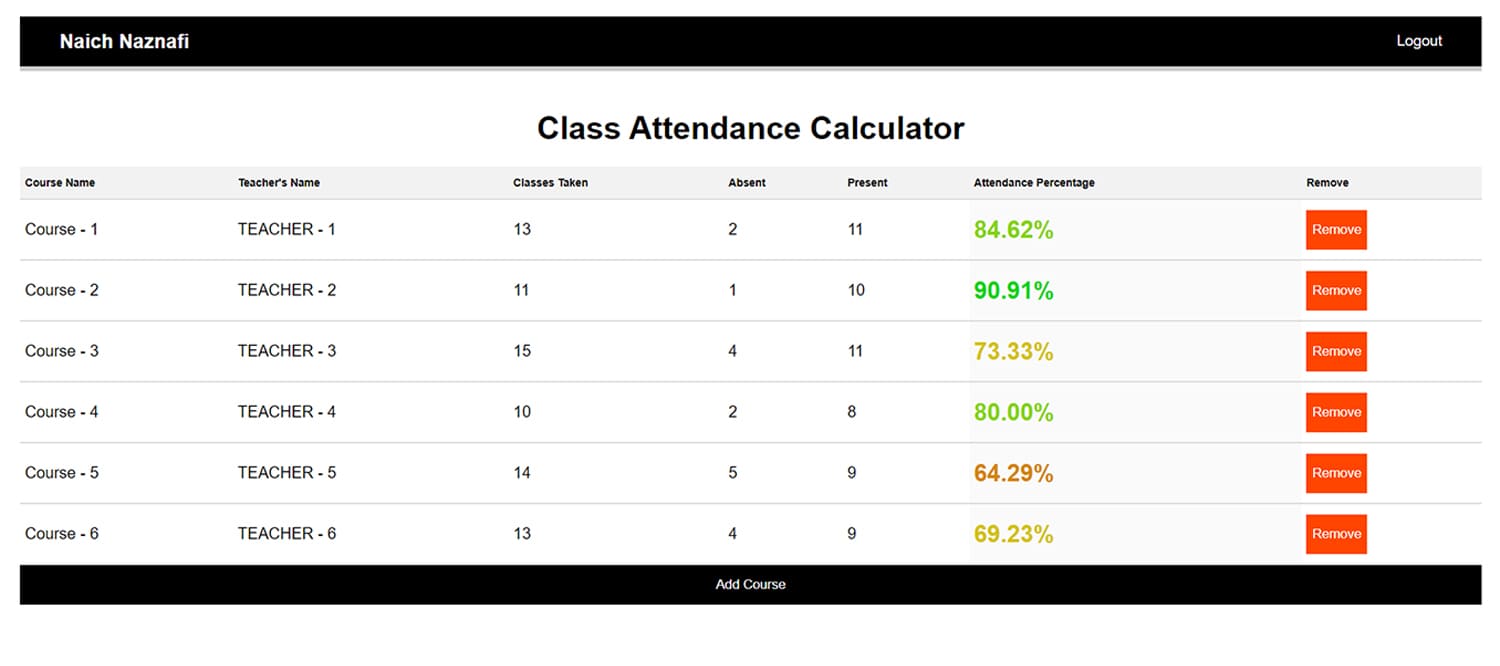 Naich Naznafi Logout
Class Attendance Calculator
Course Name Teacher's Name Classes Taken Absent Present Attendance Percentage Remove
Course - 1 TEACHER - 1 13 2 11 84.62% Remove
Course - 2 TEACHER - 2 11 1 10 90.91% Remove
Course - 3 TEACHER - 3 15 4 11 73.33% Remove
Course - 4 TEACHER - 4 10 2 8 80.00% Remove
Course - 5 TEACHER - 5 14 5 9 64.29% Remove
Course - 6 TEACHER - 6 13 4 9 69.23% Remove
Add Course